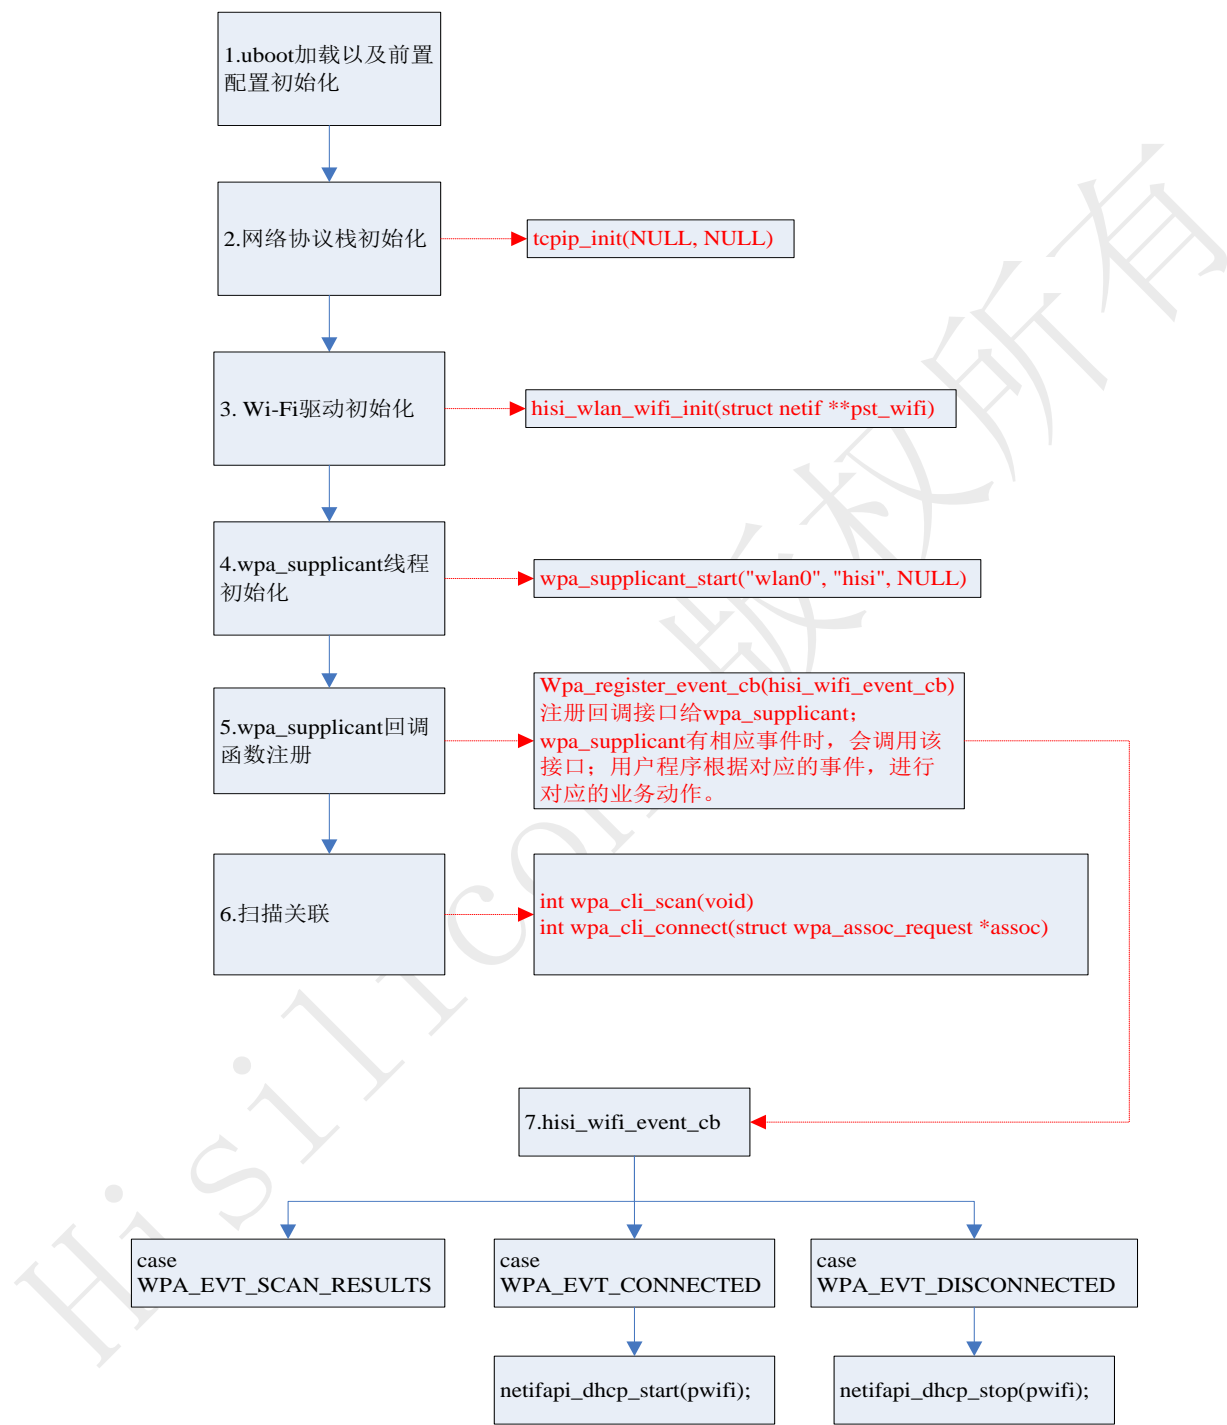 1.uboot加载以及前置
配置初始化
2.网络协议栈初始化
tcpip_init(NULL, NULL)
3. Wi-Fi驱动初始化
hisi_wlan_wifi_init(struct netif **pst_wifi)
4.wpa_supplicant线程
初始化
wpa_supplicant_start("wlan0", "hisi", NULL)
5.wpa_supplicant回调
函数注册
Wpa_register_event_cb(hisi_wifi_event_cb)
注册回调接口给wpa_supplicant；
wpa_supplicant有相应事件时，会调用该
接口；用户程序根据对应的事件，进行
对应的业务动作。
6.扫描关联
int wpa_cli_scan(void)
int wpa_cli_connect(struct wpa_assoc_request *assoc)
7.hisi_wifi_event_cb
case
WPA_EVT_SCAN_RESULTS
case
WPA_EVT_CONNECTED
case
WPA_EVT_DISCONNECTED
netifapi_dhcp_start(pwifi);
netifapi_dhcp_stop(pwifi);
Hisilicon版权所有